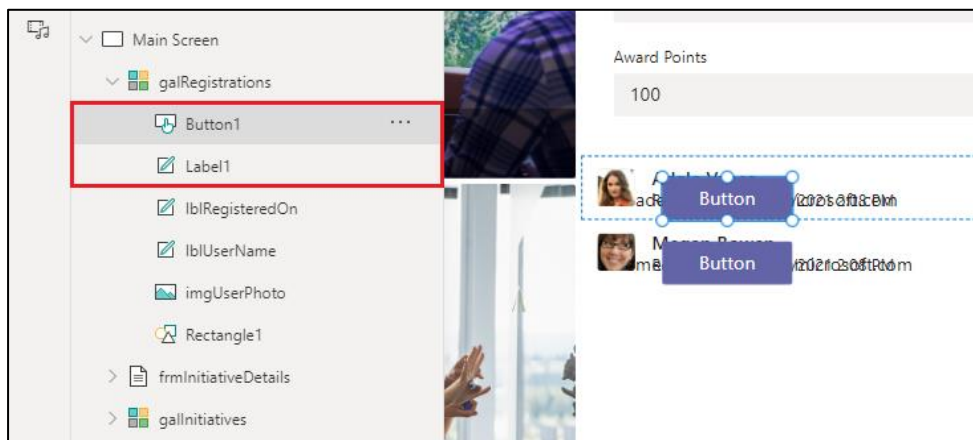 Main Screen
galRegistrations
Button1
Label1
lblRegisteredOn
lblUserName
imgUserPhoto
Rectangle1
frmInitiativeDetails
galInitiatives
Award Points
100
Button
Button